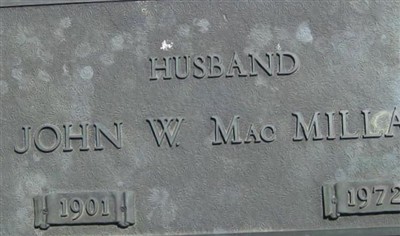 HUSBAND
JOHN W. Mac MILLA
1901 1972